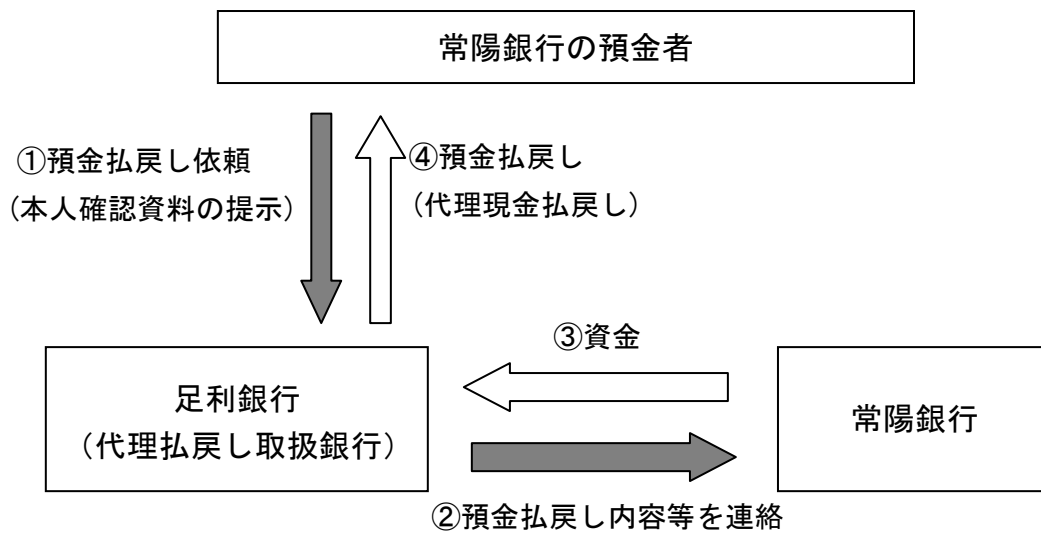 常陽銀行の預金者
①預金払戻し依頼
(本人確認資料の提示)
④預金払戻し
(代理現金払戻し)
③資金
足利銀行
(代理払戻し取扱銀行)
常陽銀行
②預金払戻し内容等を連絡